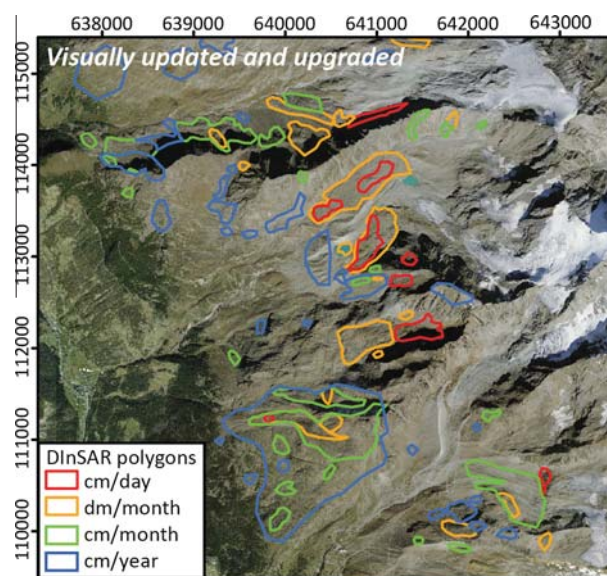 638000 639000 640000 641000 642000 643000
Visually updated and upgraded
115000
114000
113000
112000
111000
110000
DInSAR polygons
cm/day
dm/month
cm/month
cm/year